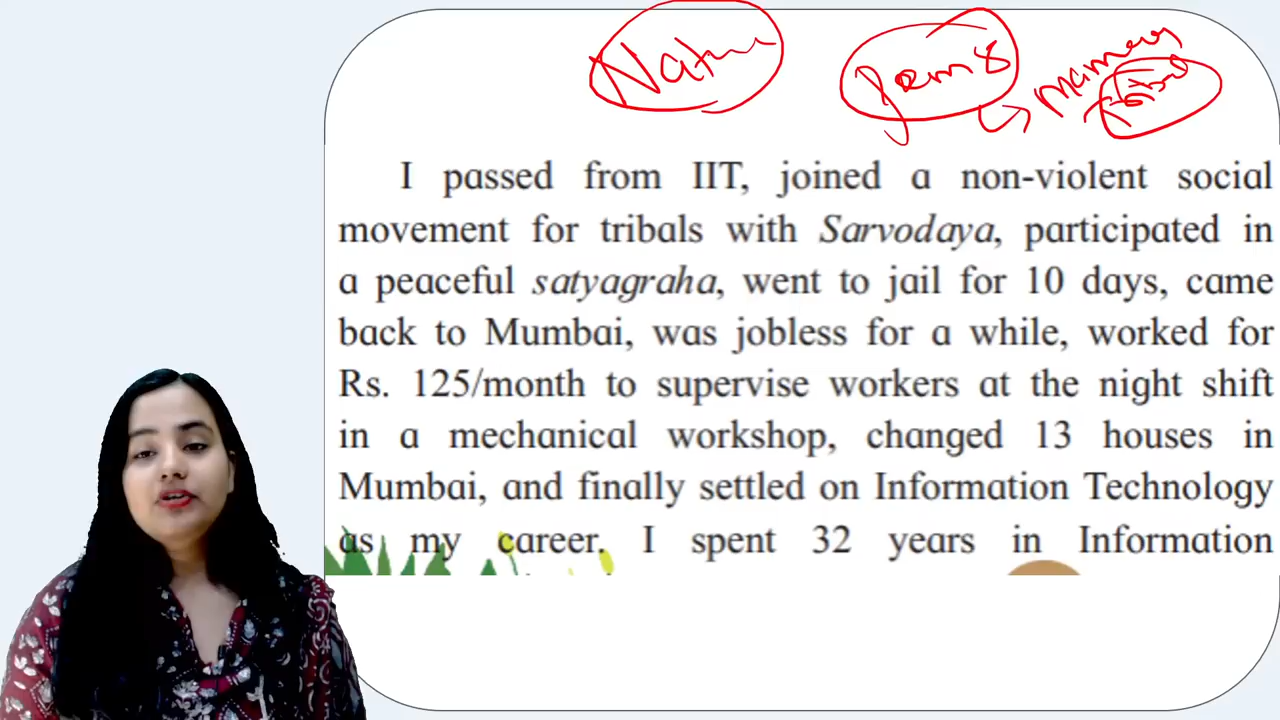 I passed from IIT, joined a non-violent social
movement for tribals with Sarvodaya, participated in
a peaceful satyagraha, went to jail for 10 days, came
back to Mumbai, was jobless for a while, worked for
Rs. 125/month to supervise workers at the night shift
in a mechanical workshop, changed 13 houses in
Mumbai, and finally settled on Information Technology
as my career. I spent 32 years in Information